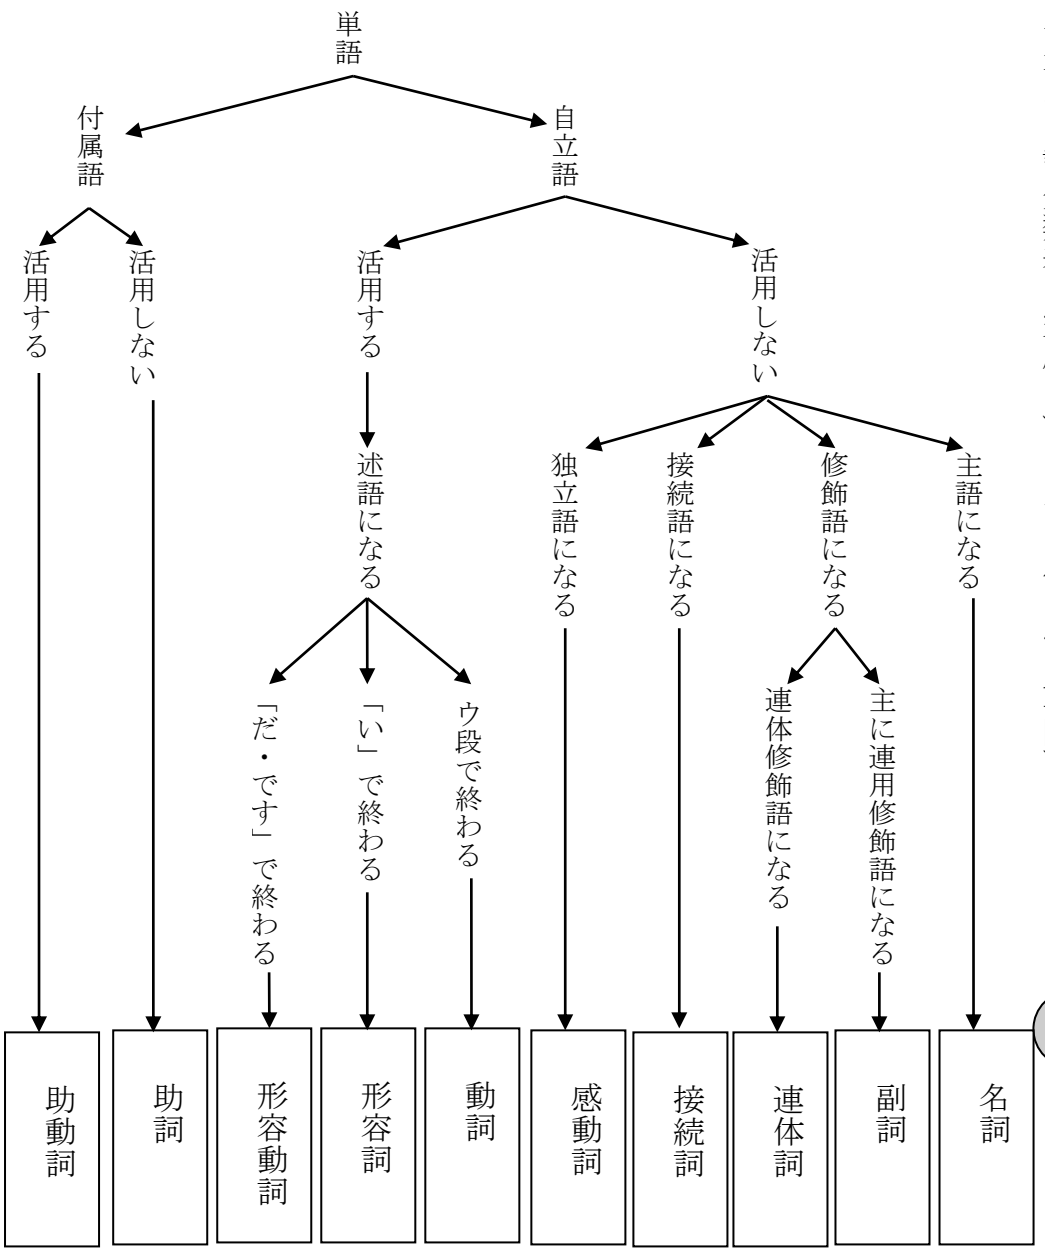 単語
自立語
付属語
活用しない
活用する
活用しない
活用する
主語になる
修飾語になる
接続語になる
独立語になる
述語になる
主に連用修飾語になる
連体修飾語になる
ウ段で終わる
「い」で終わる
「だ・です」で終わる
名詞
副詞
連体詞
接続詞
感動詞
動詞
形容詞
形容動詞
助詞
助動詞